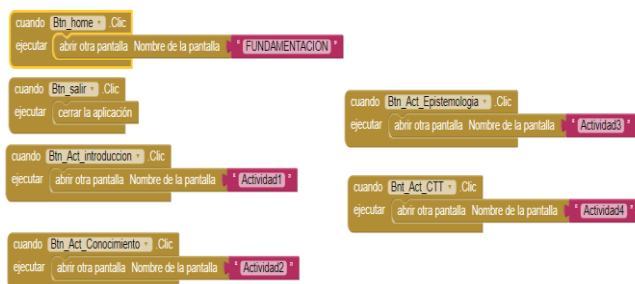 cuando Btn_home .Clic
ejecutar abrir otra pantalla Nombre de la pantalla " FUNDAMENTACION "
cuando Btn_salir .Clic
ejecutar cerrar la aplicación
cuando Btn_Act_introduccion .Clic
ejecutar abrir otra pantalla Nombre de la pantalla " Actividad1 "
cuando Btn_Act_Conocimiento .Clic
ejecutar abrir otra pantalla Nombre de la pantalla " Actividad2 "
cuando Btn_Act_Epistemologia .Clic
ejecutar abrir otra pantalla Nombre de la pantalla " Actividad3 "
cuando Bnt_Act_CTT .Clic
ejecutar abrir otra pantalla Nombre de la pantalla " Actividad4 "